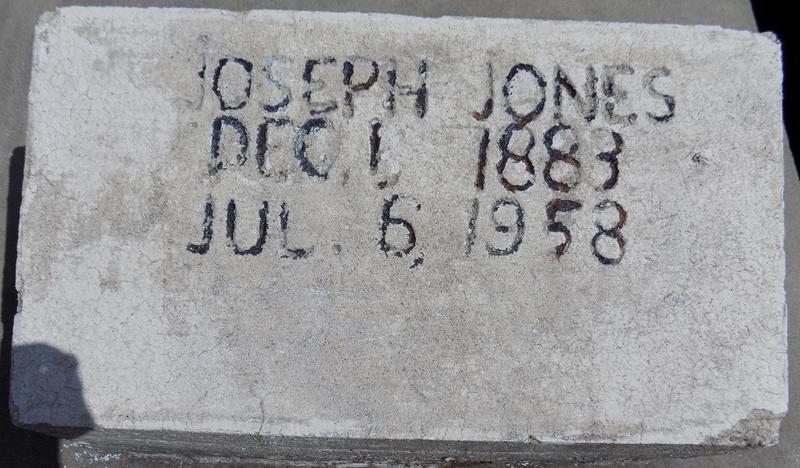 JOSEPH JONES
DEC. 1, 1883
JUL. 6, 1958